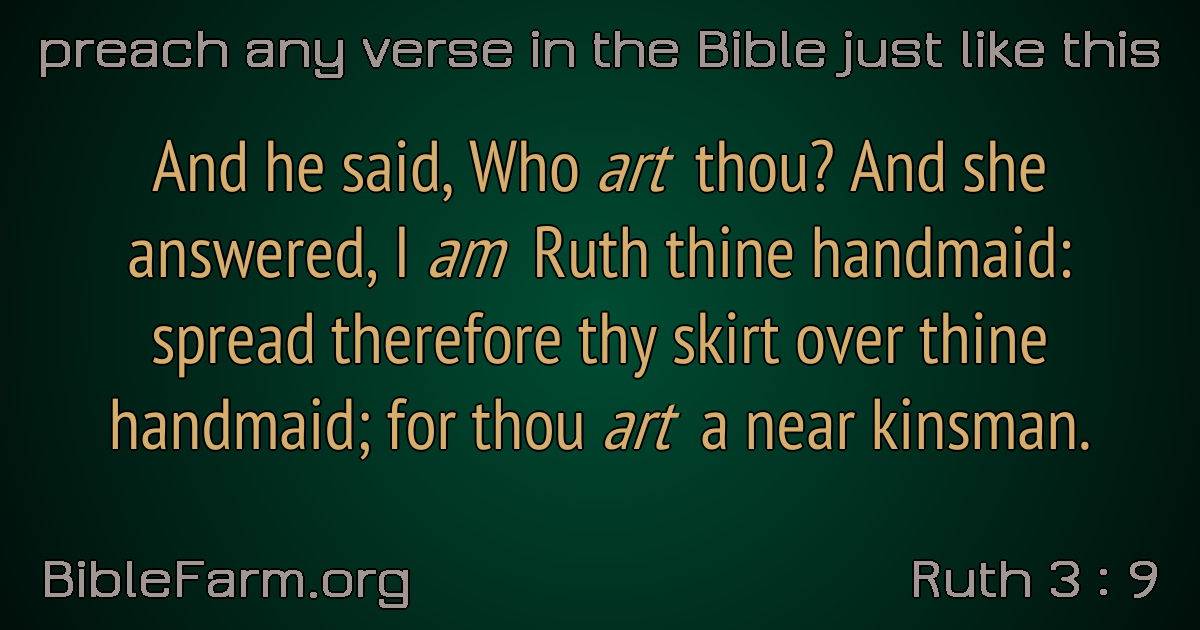 preach any verse in the Bible just like this
And he said, Who art thou? And she
answered, I am Ruth thine handmaid:
spread therefore thy skirt over thine
handmaid; for thou art a near kinsman.
BibleFarm.org
Ruth 3 : 9